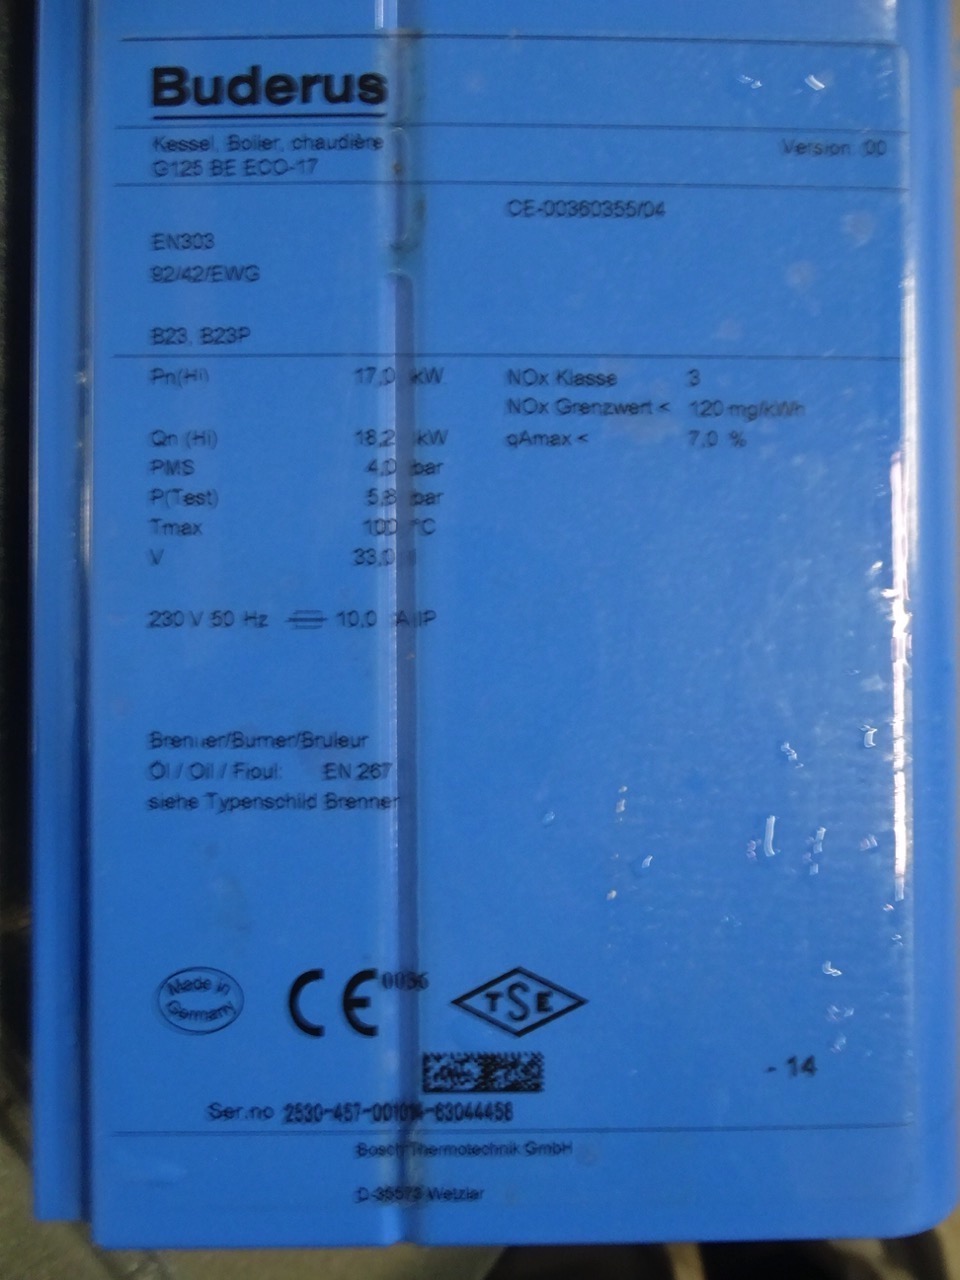 Buderus
Kessel, Boiler, chaudière
G125 BE ECO-17
Version 00
CE-00360355/04
EN303
92/42/EWG
B23, B23P
Pn(Hi) 17,0 kW NOx Klasse 3
NOx Grenzwert < 120 mg/kWh
Qn (Hi) 18,2 kW qAmax < 7,0 %
PMS 4,0 bar
P(Test) 5,8 bar
Tmax 100 °C
V 33,0 l
230 V 50 Hz 10,0 A IP
Brenner/Burner/Bruleur
Öl / Oil / Fioul: EN 267
siehe Typenschild Brenner
Made in
Germany
CE 0036
TSE
- 14
Ser.no 2530-457-001014-63044458
Bosch Thermotechnik GmbH
D-35573 Wetzlar